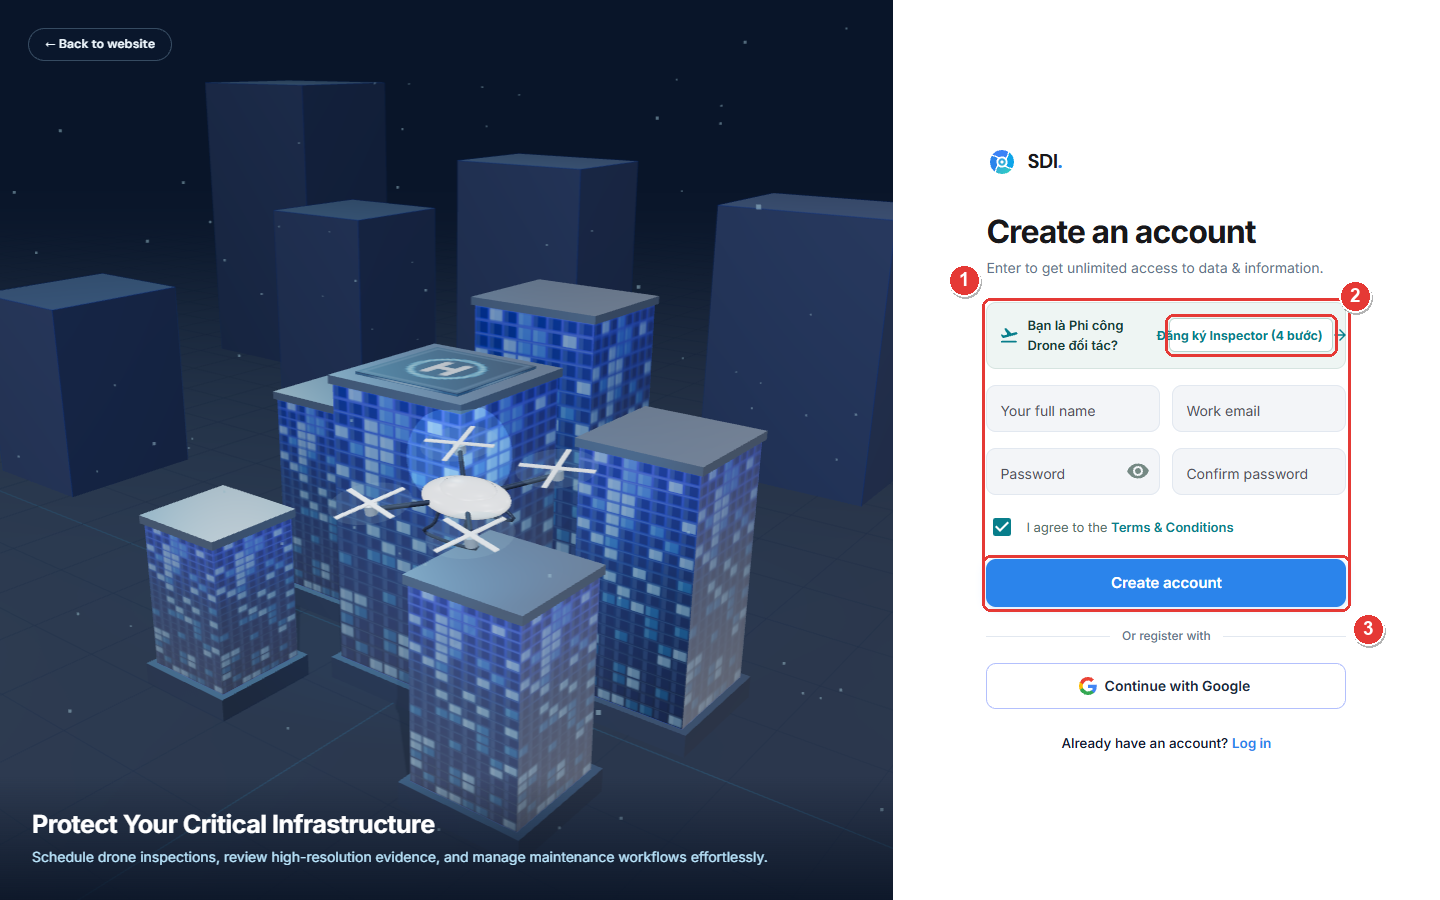 ← Back to website
SDI.
Create an account
Enter to get unlimited access to data & information.
1
2
Bạn là Phi công
Drone đối tác?
Đăng ký Inspector (4 bước) →
Your full name
Work email
Password
Confirm password
I agree to the Terms & Conditions
Create account
3
Or register with
Continue with Google
Already have an account? Log in
H
Protect Your Critical Infrastructure
Schedule drone inspections, review high-resolution evidence, and manage maintenance workflows effortlessly.